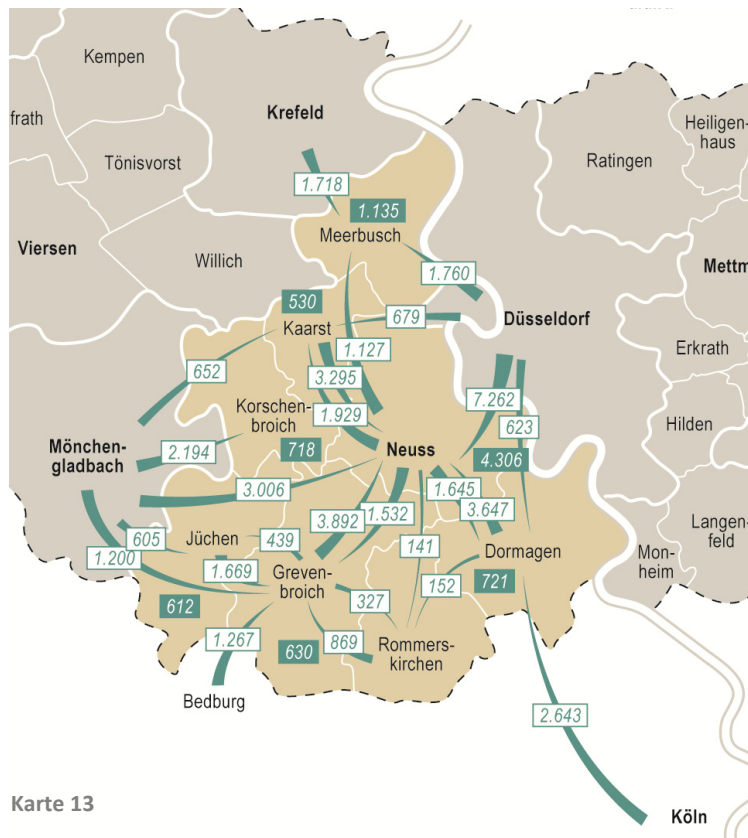 Kempen
Heiligen-
haus
frath
Krefeld
Ratingen
Tönisvorst
1.718
1.135
Meerbusch
Viersen
Willich
1.760
Mettm
530
679
Düsseldorf
Kaarst
1.127
Erkrath
652
3.295
7.262
Korschen-
broich
1.929
623
Hilden
Mönchen-
gladbach
2.194
718
Neuss
4.306
3.006
1.645
3.647
Langen-
feld
605
Jüchen
439
3.892
1.532
141
Dormagen
Mon-
heim
1.200
1.669
Greven-
broich
152
721
612
327
1.267
630
869
Rommers-
kirchen
Bedburg
2.643
Karte 13
Köln